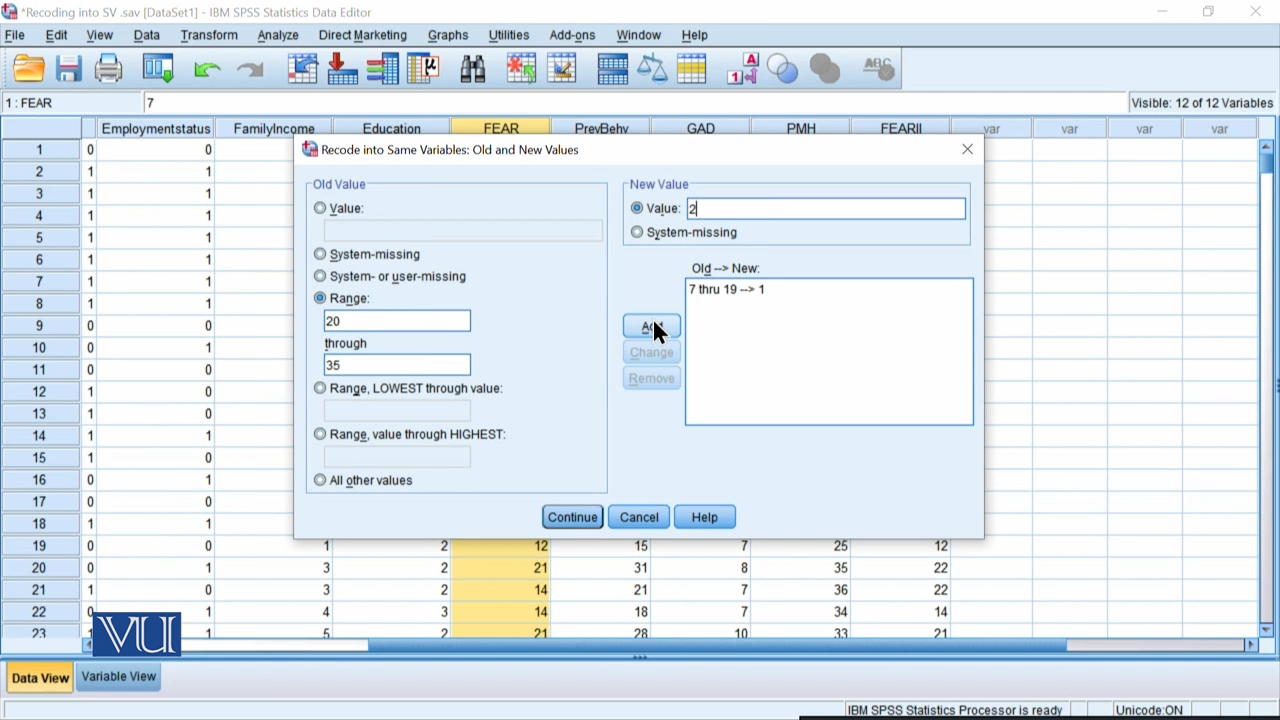 *Recoding into SV .sav [DataSet1] - IBM SPSS Statistics Data Editor
File Edit View Data Transform Analyze Direct Marketing Graphs Utilities Add-ons Window Help
1 : FEAR 7 Visible: 12 of 12 Variables
Employmentstatus FamilyIncome Education FEAR PrevBehv GAD PMH FEARII var var var var
Recode into Same Variables: Old and New Values
Old Value
Value:
System-missing
System- or user-missing
Range:
20
through
35
Range, LOWEST through value:
Range, value through HIGHEST:
All other values
New Value
Value: 2
System-missing
Old --> New:
7 thru 19 --> 1
Change
Remove
Continue Cancel Help
1 0 0
2 1 1
3 1 1
4 1 1
5 1 1
6 1 1
7 1 1
8 1 1
9 0 0
10 0 1
11 0 0
12 1 0
13 1 0
14 1 1
15 1 0
16 0 1
17 0 0
18 1 1
19 0 0 1 2 12 15 7 25 12
20 0 1 3 2 21 31 8 35 22
21 1 0 3 2 14 21 7 36 22
22 0 1 4 3 14 18 7 34 14
23 1 1 5 2 21 28 10 33 21
VU
Data View Variable View
IBM SPSS Statistics Processor is ready Unicode:ON